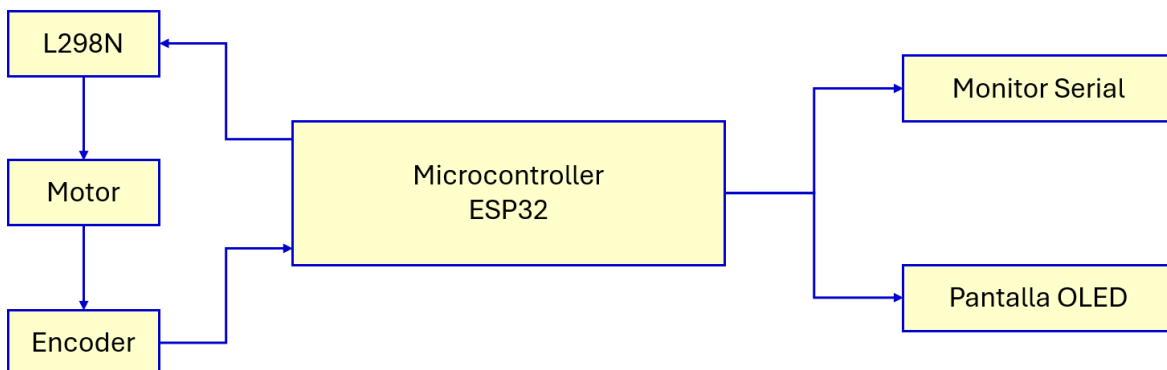 L298N
Motor
Encoder
Microcontroller
ESP32
Monitor Serial
Pantalla OLED